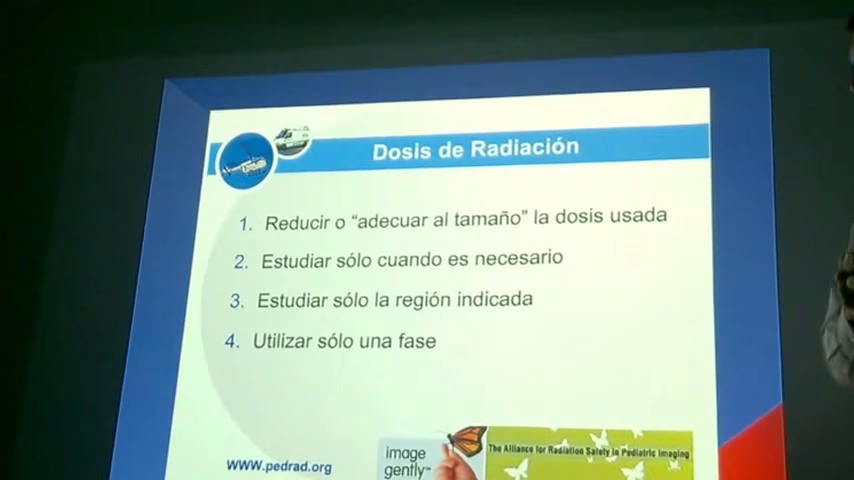 Dosis de Radiación
1. Reducir o "adecuar al tamaño" la dosis usada
2. Estudiar sólo cuando es necesario
3. Estudiar sólo la región indicada
4. Utilizar sólo una fase
www.pedrad.org
image
gently™
The Alliance for Radiation Safety in Pediatric Imaging